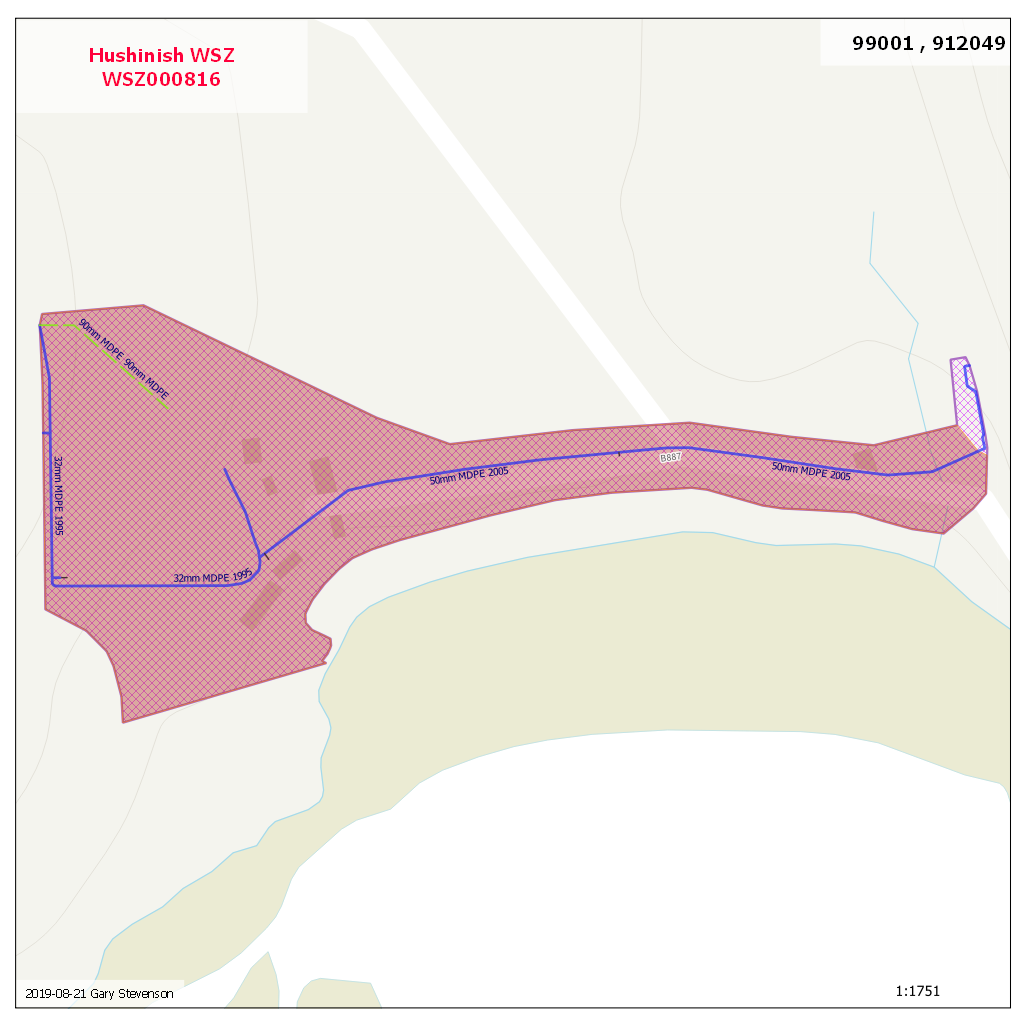 Hushinish WSZ
WSZ000816
99001 , 912049
90mm MDPE 90mm MDPE
32mm MDPE 1995
32mm MDPE 1995
50mm MDPE 2005
B887
50mm MDPE 2005
2019-08-21 Gary Stevenson
1:1751